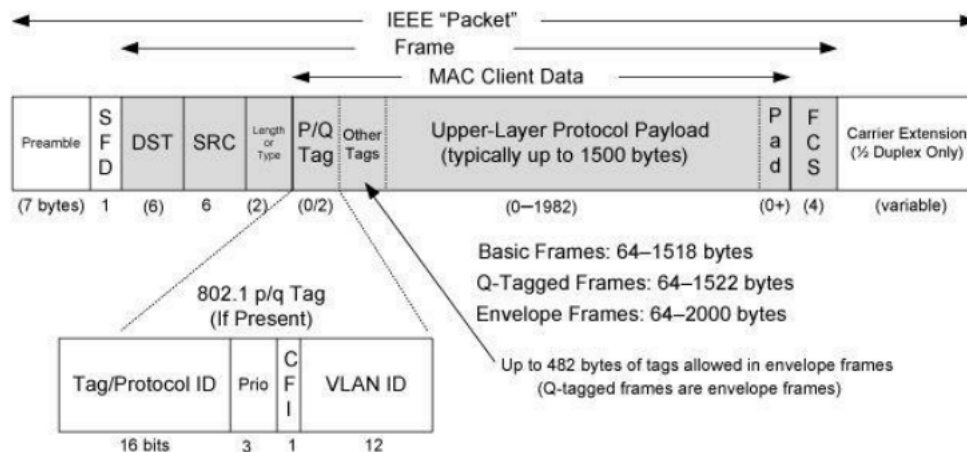 IEEE “Packet”
Frame
MAC Client Data
Preamble
S
F
D
DST
SRC
Length
or
Type
P/Q
Tag
Other
Tags
Upper-Layer Protocol Payload
(typically up to 1500 bytes)
P
a
d
F
C
S
Carrier Extension
(½ Duplex Only)
(7 bytes) 1 (6) 6 (2) (0/2) (0–1982) (0+) (4) (variable)
Basic Frames: 64–1518 bytes
Q-Tagged Frames: 64–1522 bytes
Envelope Frames: 64–2000 bytes
802.1 p/q Tag
(If Present)
Up to 482 bytes of tags allowed in envelope frames
(Q-tagged frames are envelope frames)
Tag/Protocol ID
Prio
C
F
I
VLAN ID
16 bits 3 1 12